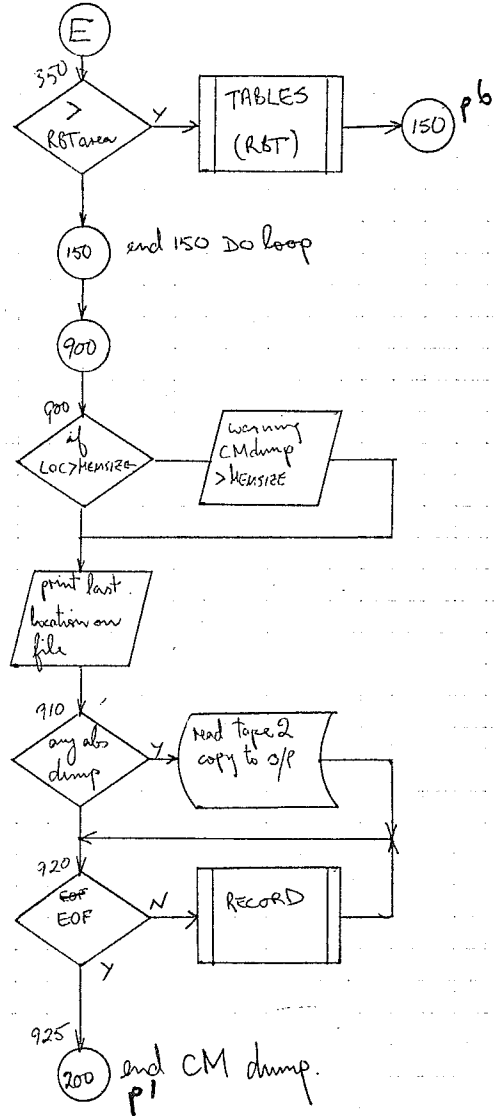 E
350
>
RBTarea
Y
TABLES
(RBT)
150
p6
150
end 150 DO loop
900
900
if
LOC>MEMSIZE
warning
CMdump
>MEMSIZE
print last
location on
file
910
any abs
dump
Y
read tape 2
copy to O/P
920
EOF
EOF
N
RECORD
Y
925
200
end CM dump.
p1